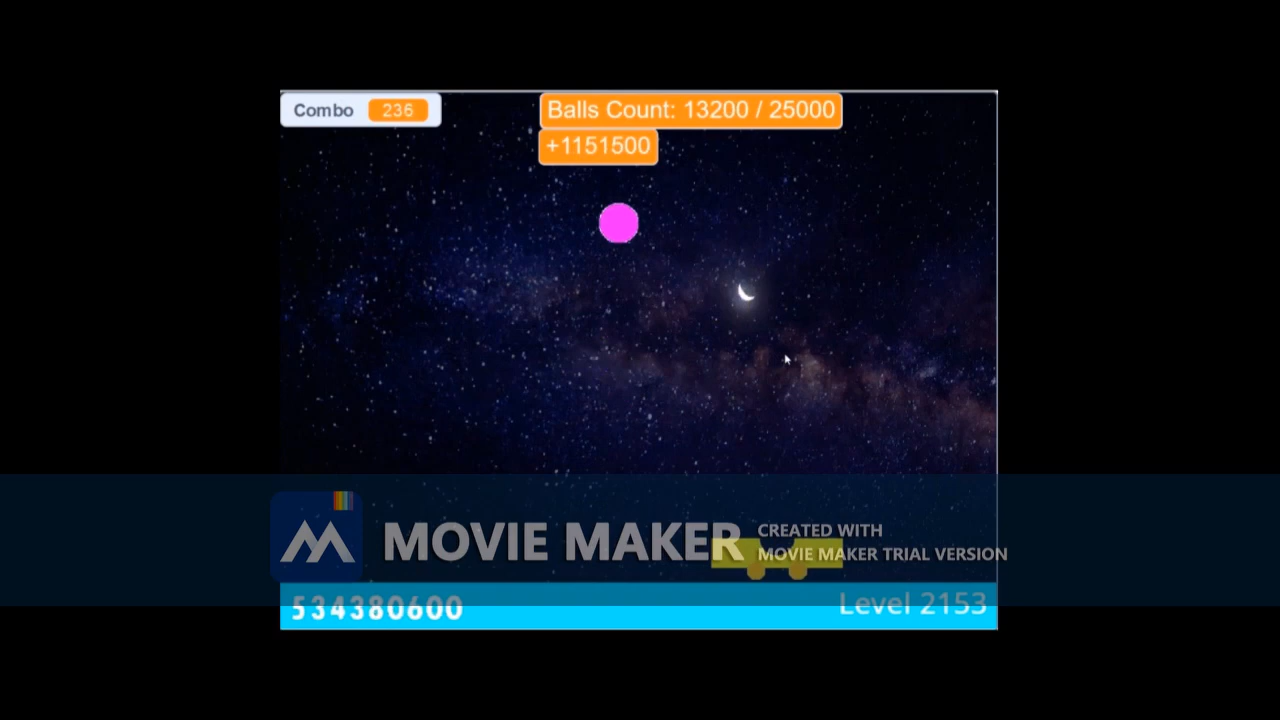 Combo 236
Balls Count: 13200 / 25000
+1151500
MOVIE MAKER
CREATED WITH
MOVIE MAKER TRIAL VERSION
534380600
Level 2153